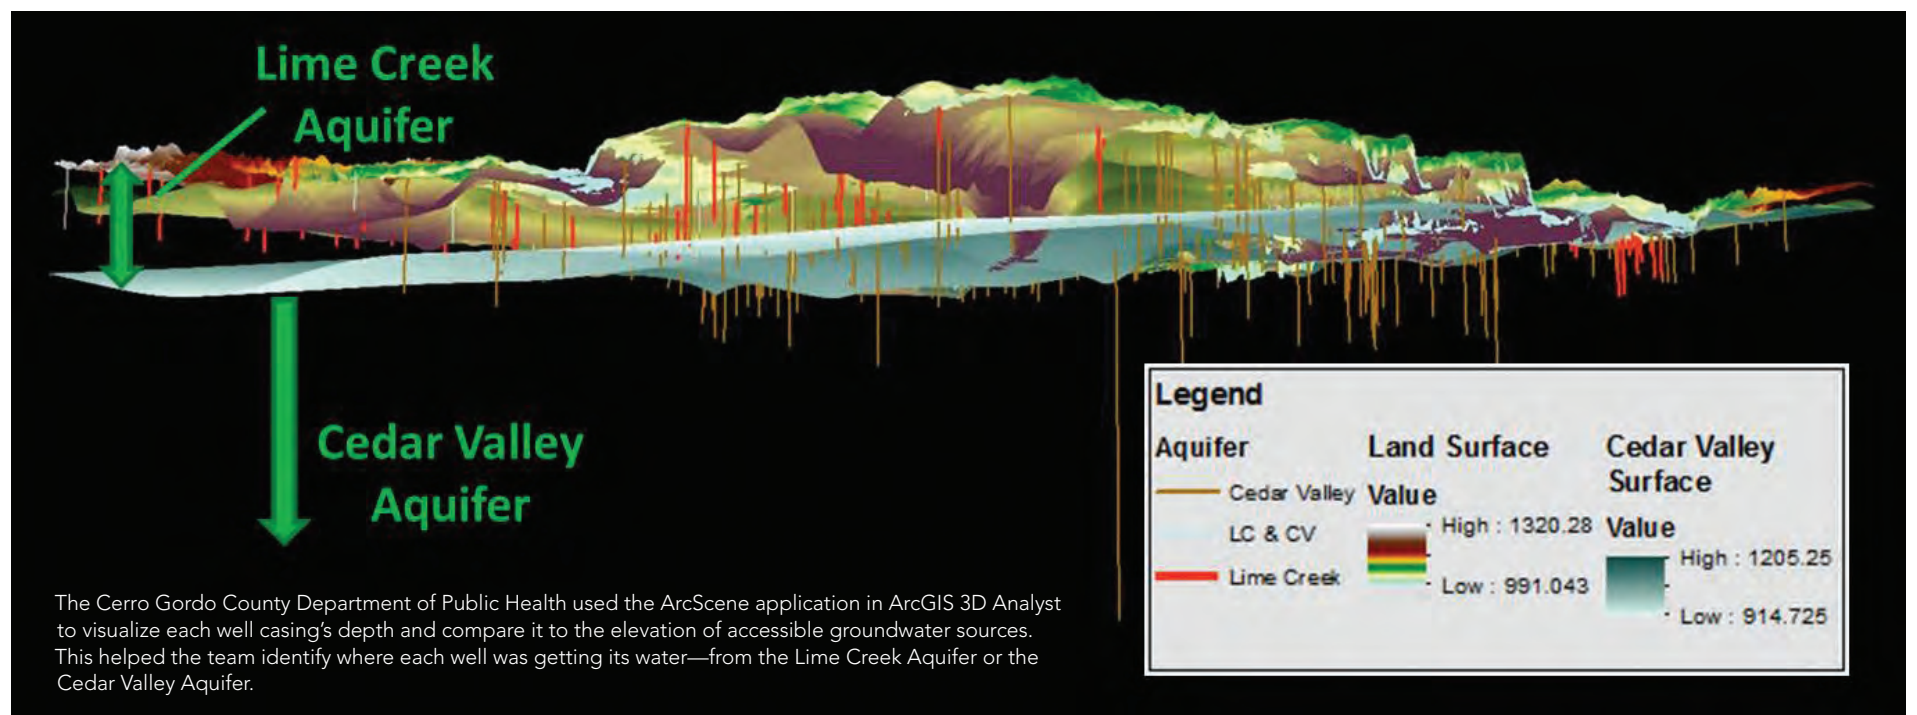 Lime Creek
Aquifer
Cedar Valley
Aquifer
The Cerro Gordo County Department of Public Health used the ArcScene application in ArcGIS 3D Analyst
to visualize each well casing’s depth and compare it to the elevation of accessible groundwater sources.
This helped the team identify where each well was getting its water—from the Lime Creek Aquifer or the
Cedar Valley Aquifer.
Legend
Aquifer
Cedar Valley
LC & CV
Lime Creek
Land Surface
Value
High : 1320.28
Low : 991.043
Cedar Valley
Surface
Value
High : 1205.25
Low : 914.725